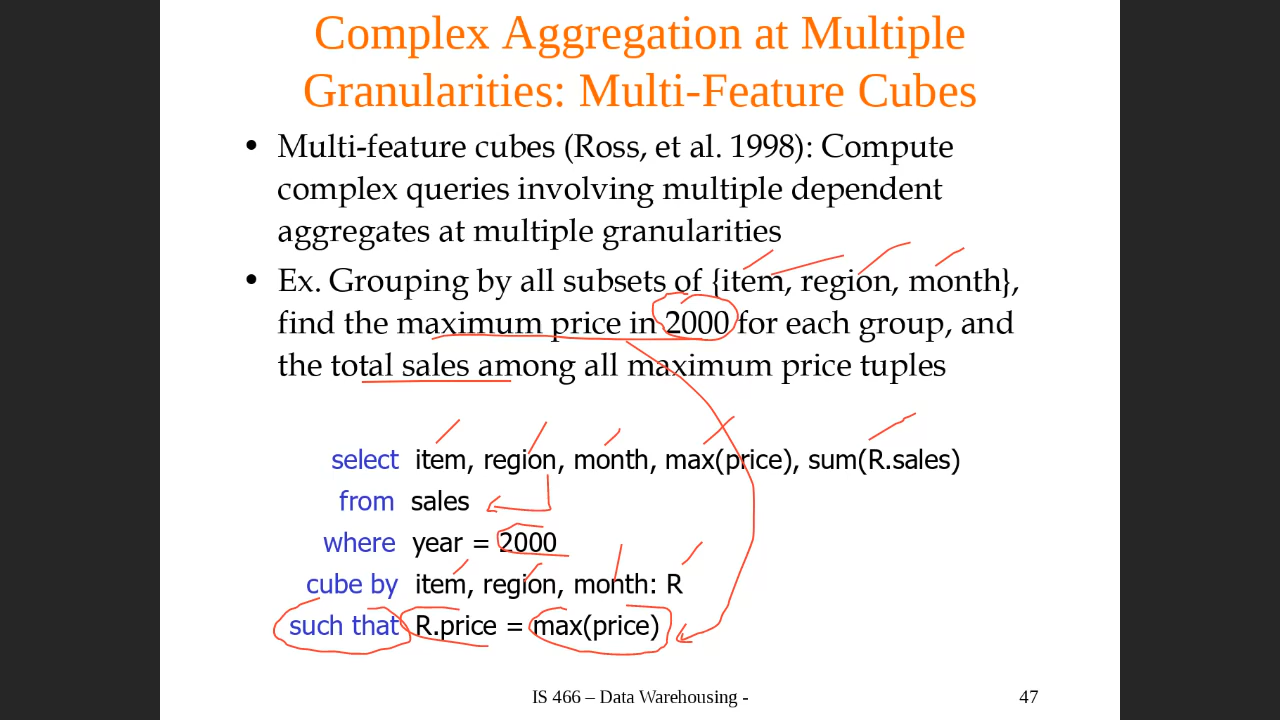 Complex Aggregation at Multiple
Granularities: Multi-Feature Cubes
• Multi-feature cubes (Ross, et al. 1998): Compute
complex queries involving multiple dependent
aggregates at multiple granularities
• Ex. Grouping by all subsets of {item, region, month},
find the maximum price in 2000 for each group, and
the total sales among all maximum price tuples
select item, region, month, max(price), sum(R.sales)
from sales
where year = 2000
cube by item, region, month: R
such that R.price = max(price)
IS 466 – Data Warehousing - 47